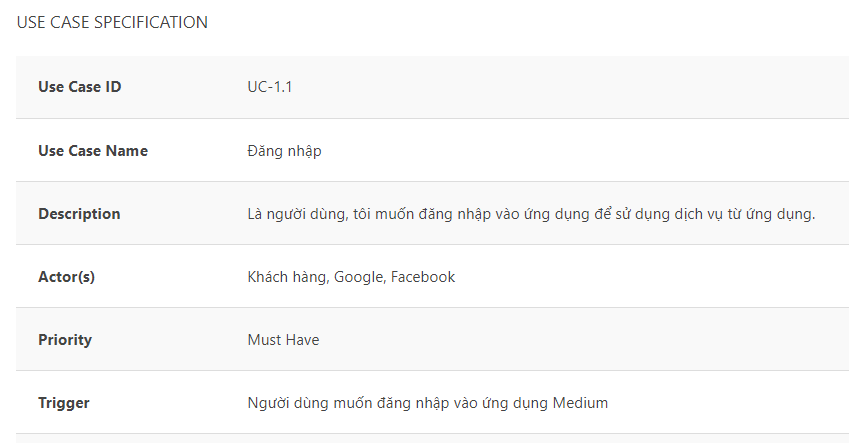 USE CASE SPECIFICATION
Use Case ID UC-1.1
Use Case Name Đăng nhập
Description Là người dùng, tôi muốn đăng nhập vào ứng dụng để sử dụng dịch vụ từ ứng dụng.
Actor(s) Khách hàng, Google, Facebook
Priority Must Have
Trigger Người dùng muốn đăng nhập vào ứng dụng Medium